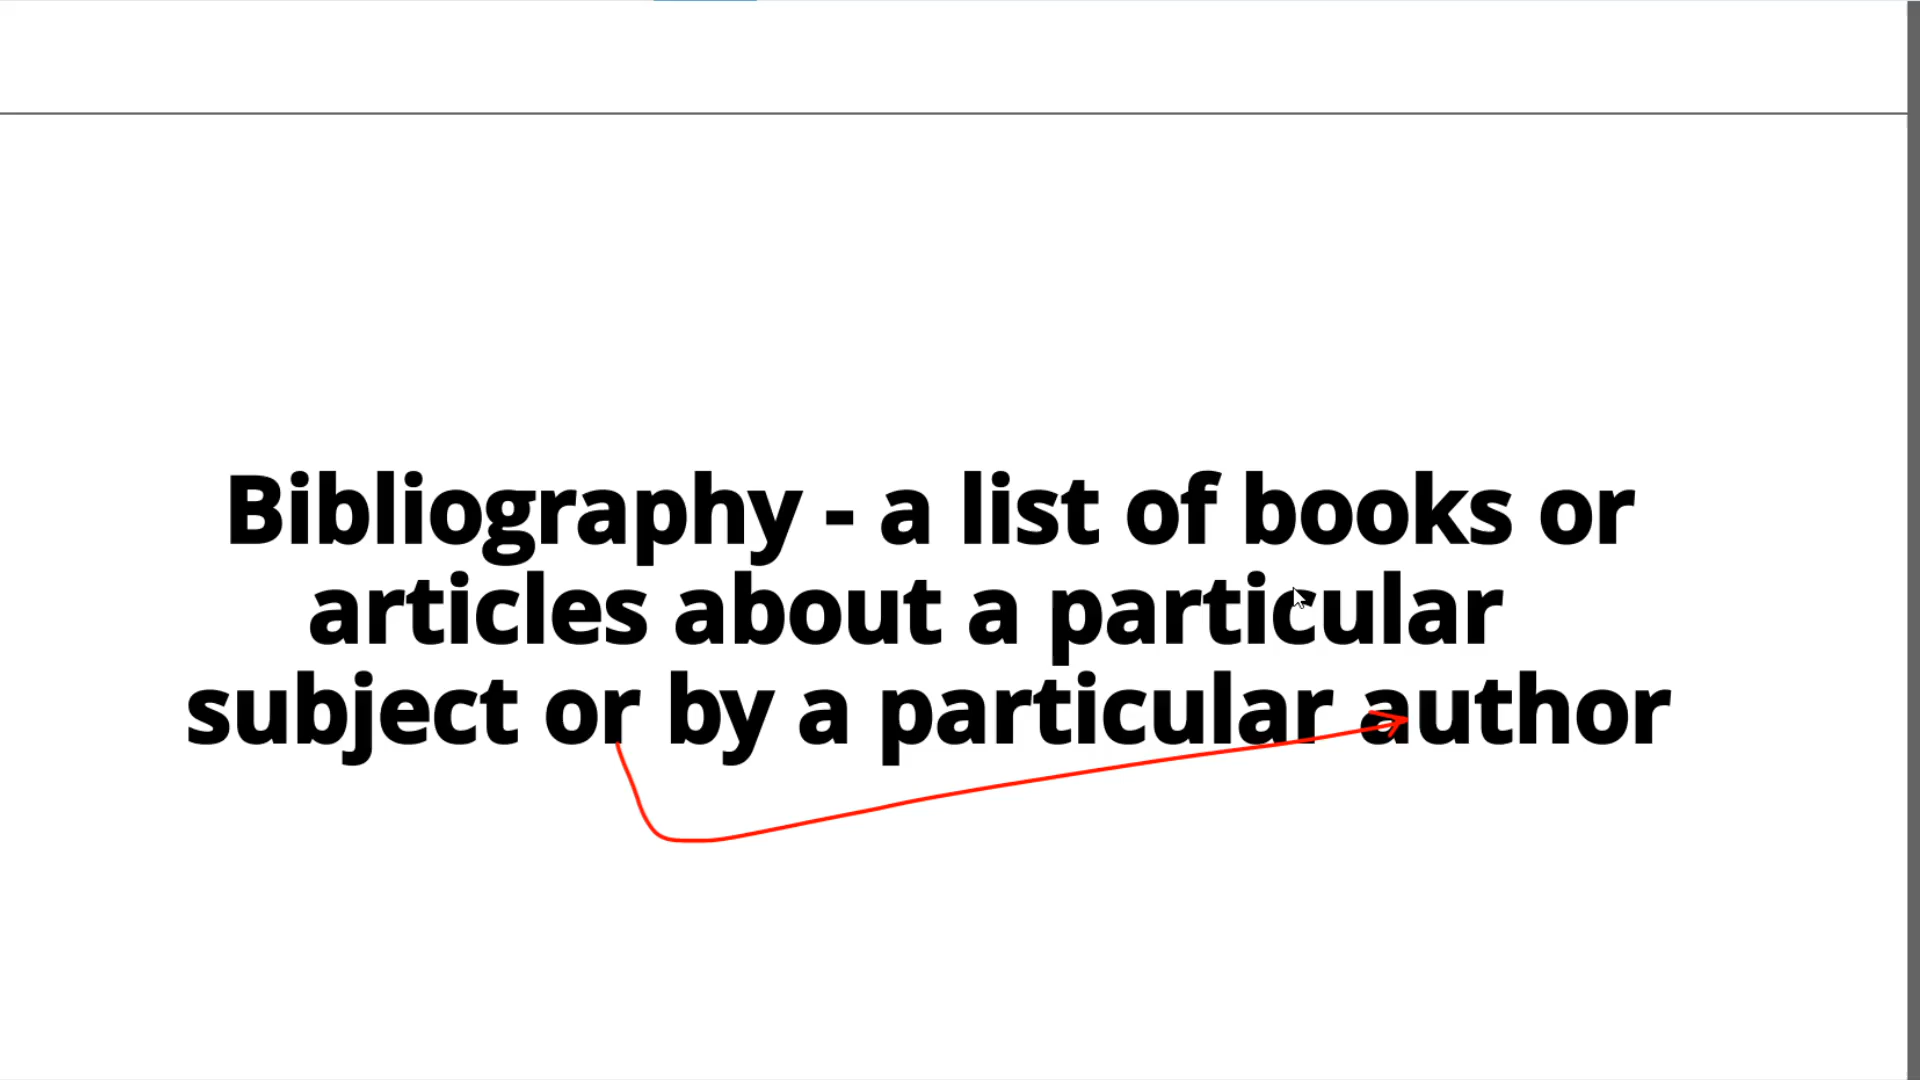 Bibliography - a list of books or
articles about a particular
subject or by a particular author